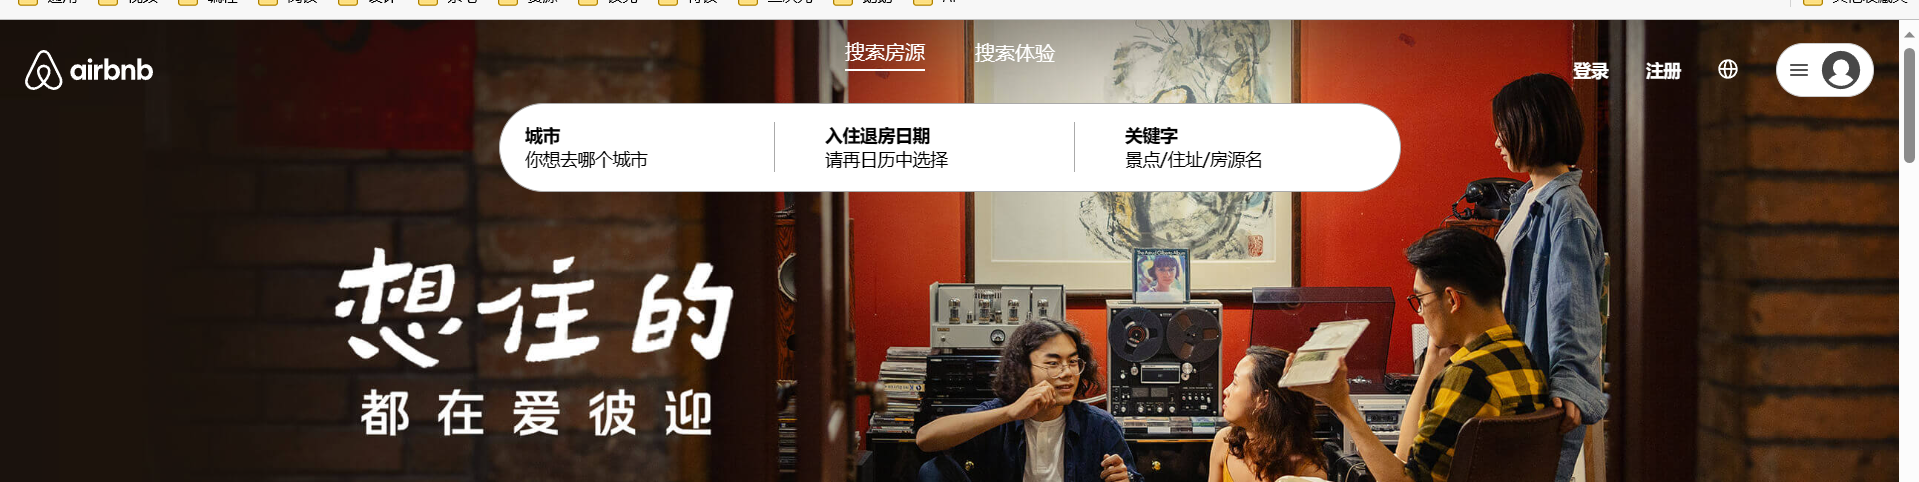 airbnb
搜索房源
搜索体验
登录
注册
城市
你想去哪个城市
入住退房日期
请再日历中选择
关键字
景点/住址/房源名
想住的
都在爱彼迎